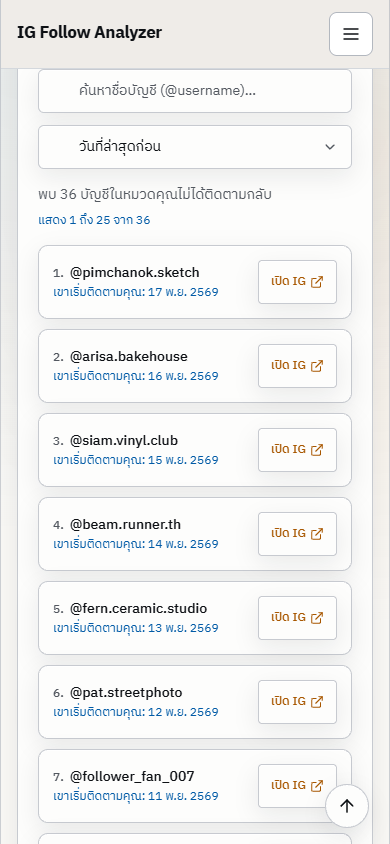 IG Follow Analyzer
ค้นหาชื่อบัญชี (@username)...
วันที่ล่าสุดก่อน
พบ 36 บัญชีในหมวดคุณไม่ได้ติดตามกลับ
แสดง 1 ถึง 25 จาก 36
1. @pimchanok.sketch
เขาเริ่มติดตามคุณ: 17 พ.ย. 2569
เปิด IG
2. @arisa.bakehouse
เขาเริ่มติดตามคุณ: 16 พ.ย. 2569
เปิด IG
3. @siam.vinyl.club
เขาเริ่มติดตามคุณ: 15 พ.ย. 2569
เปิด IG
4. @beam.runner.th
เขาเริ่มติดตามคุณ: 14 พ.ย. 2569
เปิด IG
5. @fern.ceramic.studio
เขาเริ่มติดตามคุณ: 13 พ.ย. 2569
เปิด IG
6. @pat.streetphoto
เขาเริ่มติดตามคุณ: 12 พ.ย. 2569
เปิด IG
7. @follower_fan_007
เขาเริ่มติดตามคุณ: 11 พ.ย. 2569
เปิด IG